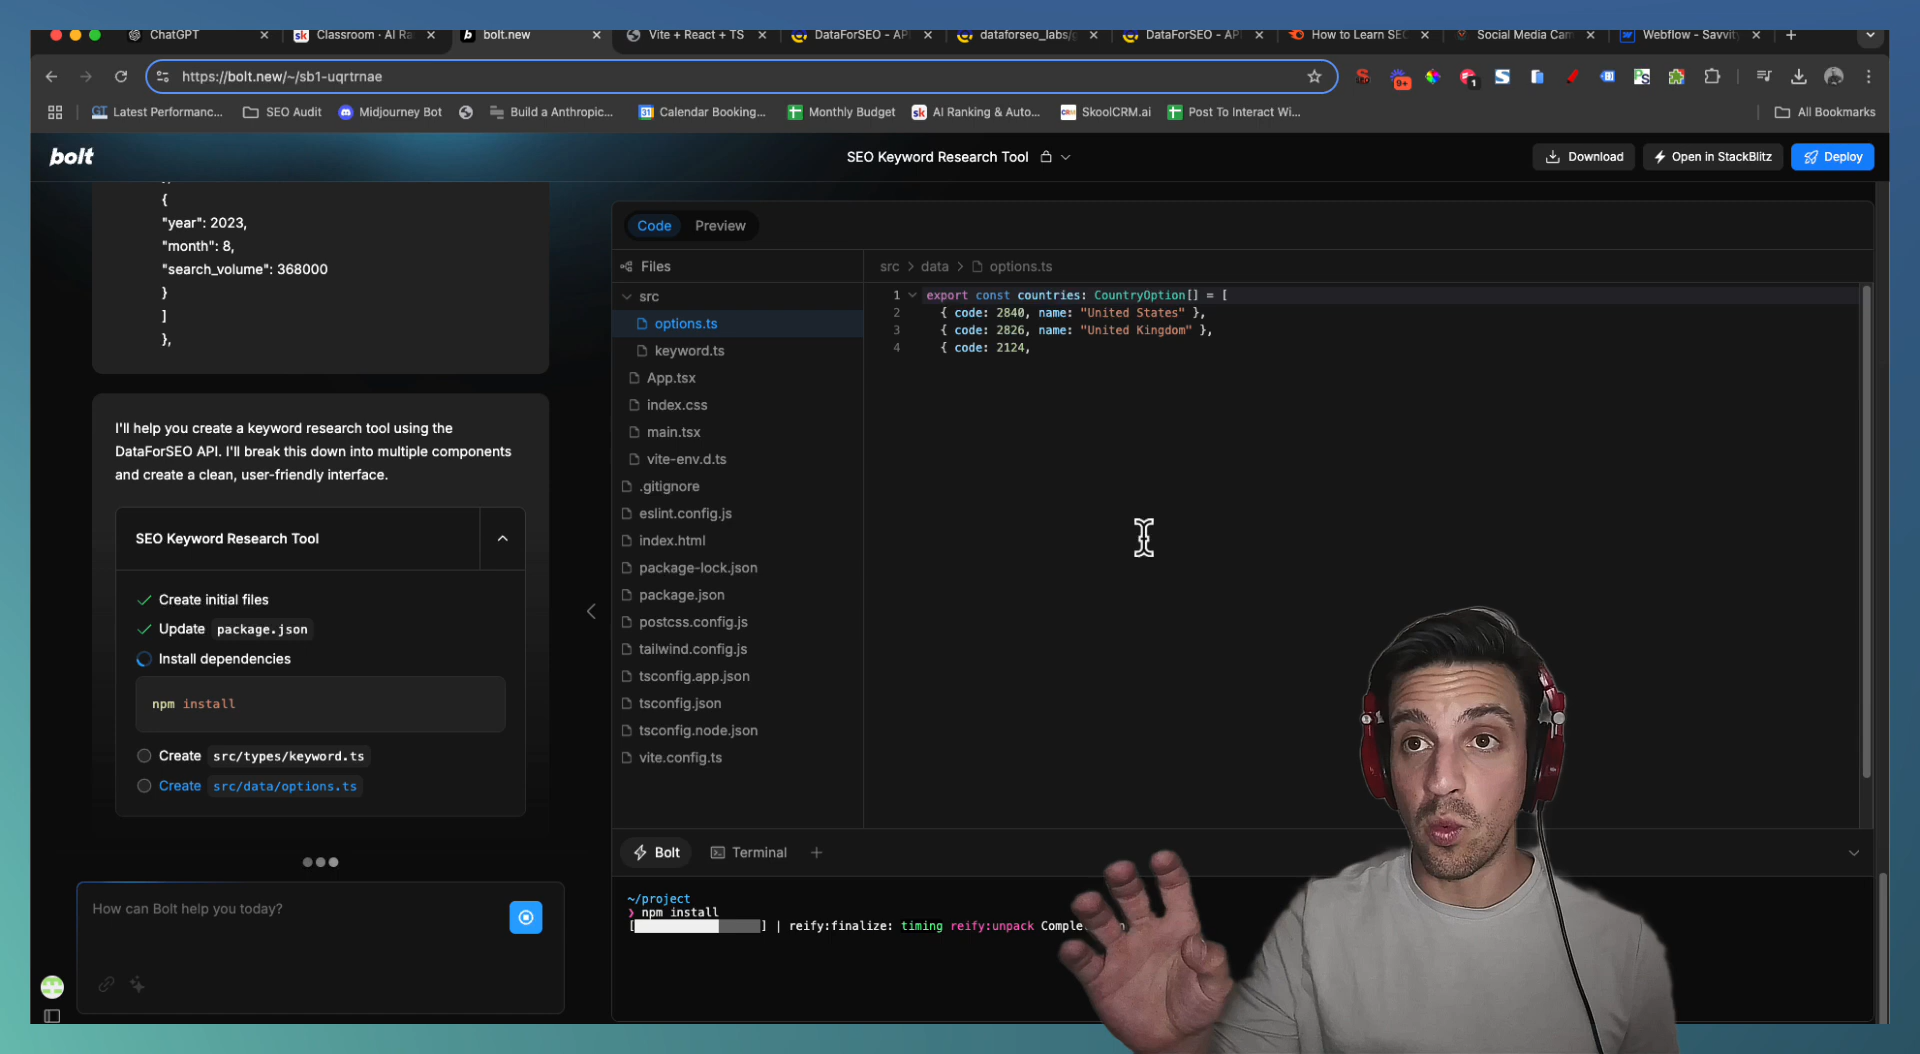 ChatGPT
Classroom · AI Ra
bolt.new
Vite + React + TS
DataForSEO - API
dataforseo_labs/g
DataForSEO - API
How to Learn SEO
Social Media Cam
Webflow - Savvity
https://bolt.new/~/sb1-uqrtrnae
Latest Performanc...
SEO Audit
Midjourney Bot
Build a Anthropic...
Calendar Booking...
Monthly Budget
AI Ranking & Auto...
SkoolCRM.ai
Post To Interact Wi...
All Bookmarks
bolt
SEO Keyword Research Tool
Download
Open in StackBlitz
Deploy
{
"year": 2023,
"month": 8,
"search_volume": 368000
}
]
},
I'll help you create a keyword research tool using the
DataForSEO API. I'll break this down into multiple components
and create a clean, user-friendly interface.
SEO Keyword Research Tool
Create initial files
Update package.json
Install dependencies
npm install
Create src/types/keyword.ts
Create src/data/options.ts
How can Bolt help you today?
Code
Preview
Files
src
options.ts
keyword.ts
App.tsx
index.css
main.tsx
vite-env.d.ts
.gitignore
eslint.config.js
index.html
package-lock.json
package.json
postcss.config.js
tailwind.config.js
tsconfig.app.json
tsconfig.json
tsconfig.node.json
vite.config.ts
src > data > options.ts
1 export const countries: CountryOption[] = [
2 { code: 2840, name: "United States" },
3 { code: 2826, name: "United Kingdom" },
4 { code: 2124,
Bolt
Terminal
~/project
❯ npm install
[ ] | reify:finalize: timing reify:unpack Comple